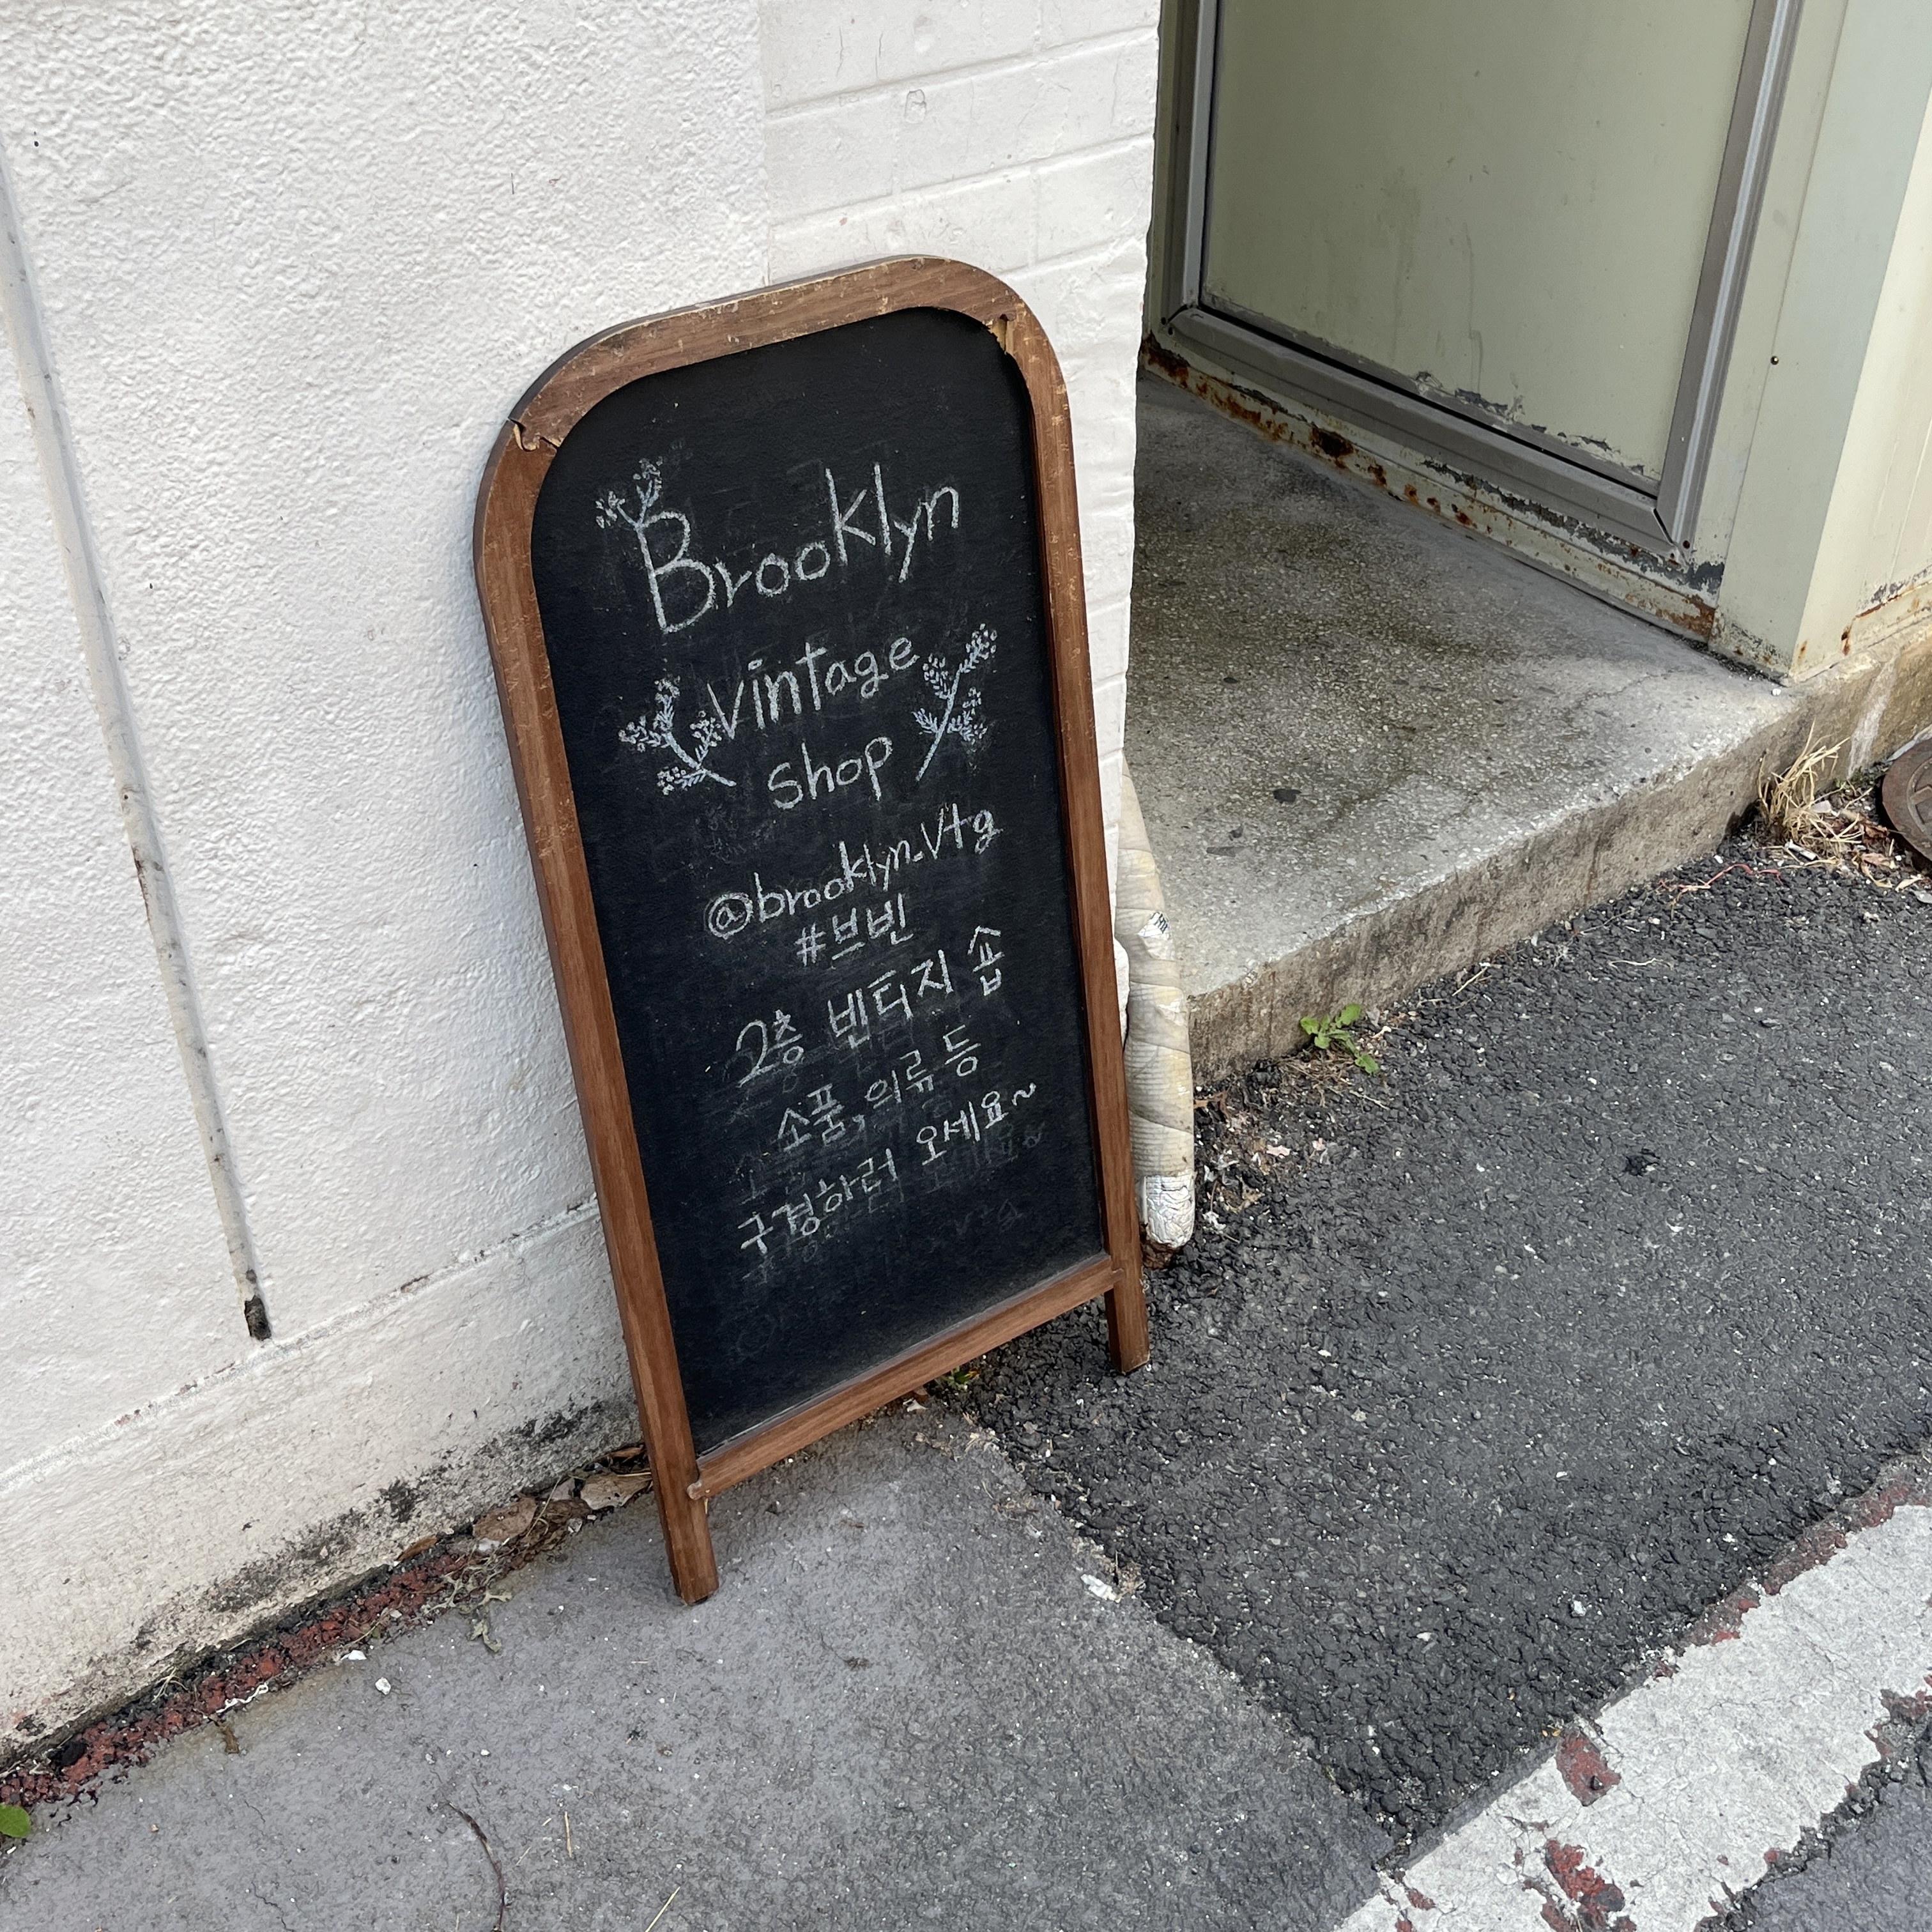 Brooklyn
Vintage
shop
@brooklyn_vtg
#브빈
2층 빈티지 숍
소품, 의류 등
구경하러 오세요~